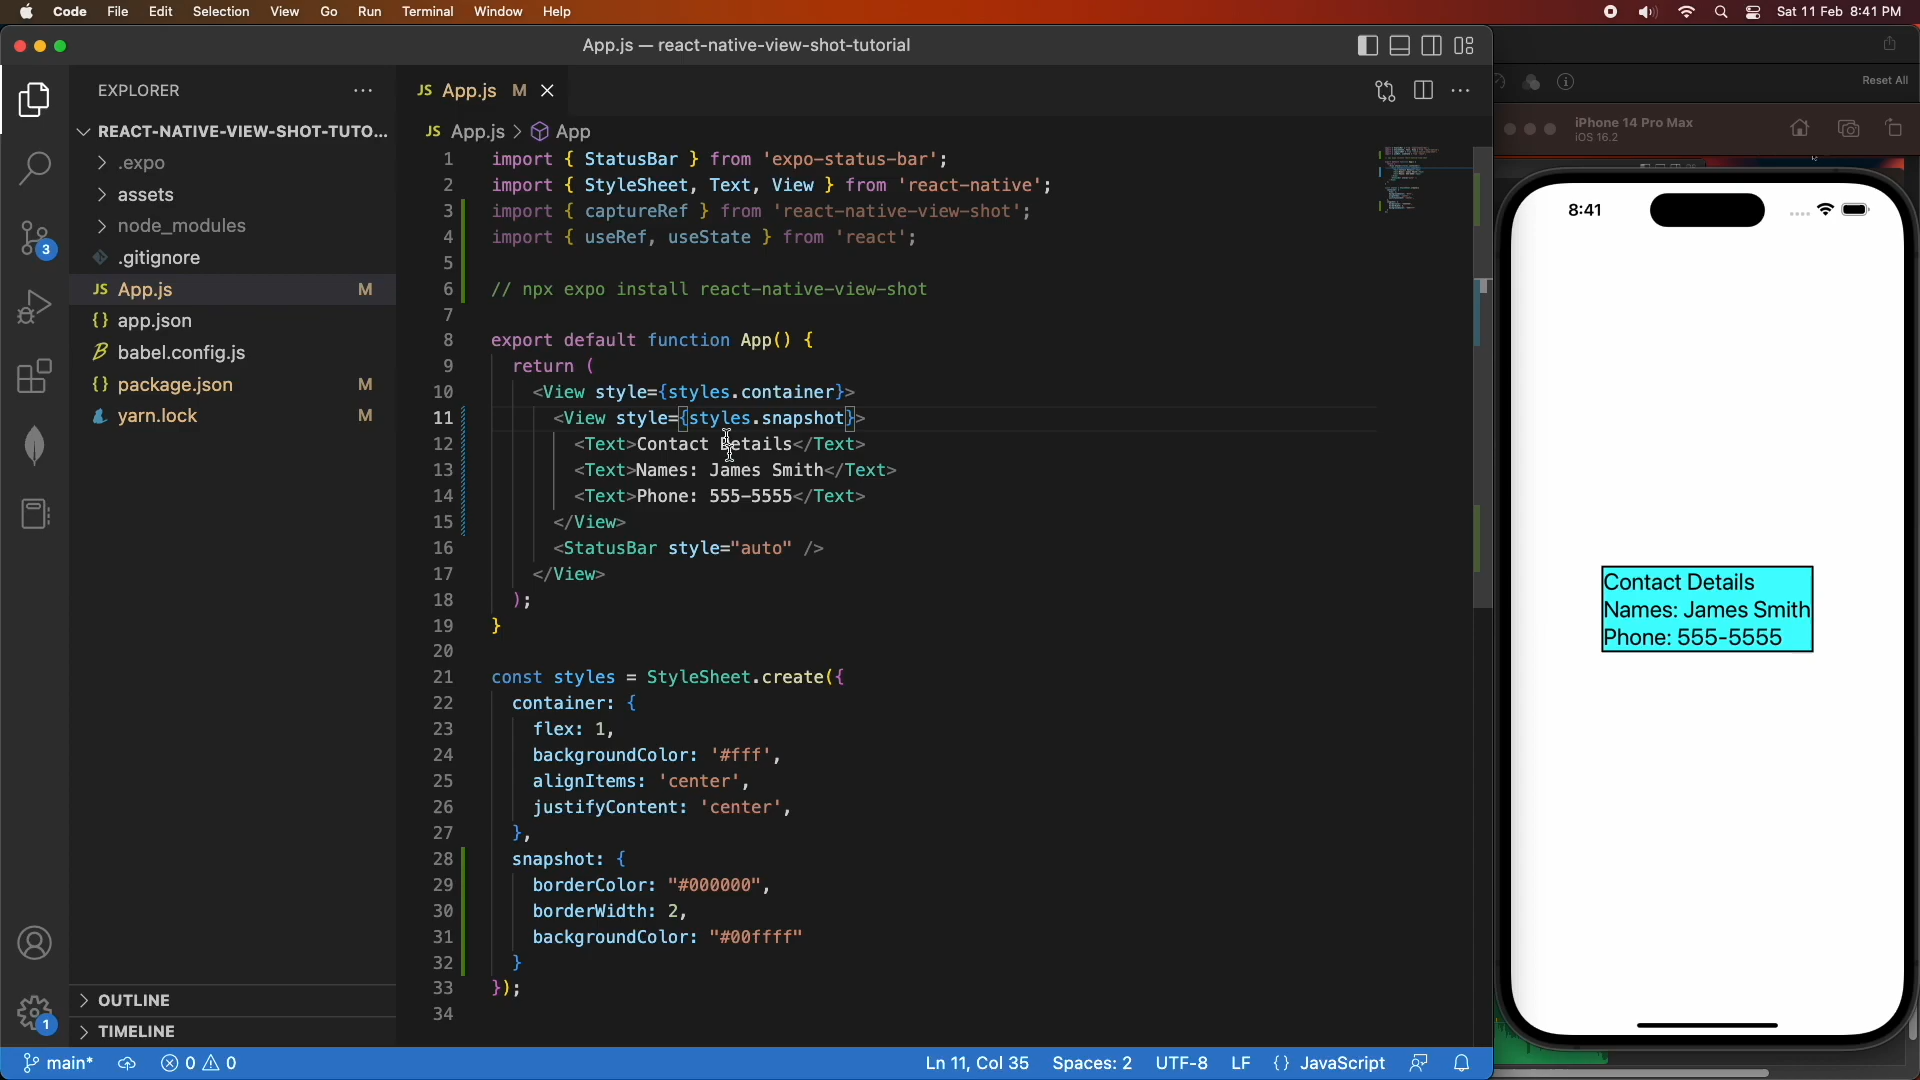 Code File Edit Selection View Go Run Terminal Window Help Sat 11 Feb 8:41 PM
App.js — react-native-view-shot-tutorial
EXPLORER
REACT-NATIVE-VIEW-SHOT-TUTO...
.expo
assets
node_modules
3
.gitignore
JS App.js M
{} app.json
babel.config.js
{} package.json M
yarn.lock M
OUTLINE
1
TIMELINE
JS App.js M
JS App.js > App
1 import { StatusBar } from 'expo-status-bar';
2 import { StyleSheet, Text, View } from 'react-native';
3 import { captureRef } from 'react-native-view-shot';
4 import { useRef, useState } from 'react';
5
6 // npx expo install react-native-view-shot
7
8 export default function App() {
9 return (
10 <View style={styles.container}>
11 <View style={styles.snapshot}>
12 <Text>Contact Details</Text>
13 <Text>Names: James Smith</Text>
14 <Text>Phone: 555-5555</Text>
15 </View>
16 <StatusBar style="auto" />
17 </View>
18 );
19 }
20
21 const styles = StyleSheet.create({
22 container: {
23 flex: 1,
24 backgroundColor: '#fff',
25 alignItems: 'center',
26 justifyContent: 'center',
27 },
28 snapshot: {
29 borderColor: "#000000",
30 borderWidth: 2,
31 backgroundColor: "#00ffff"
32 }
33 });
34
main* 0 0 Ln 11, Col 35 Spaces: 2 UTF-8 LF {} JavaScript
Reset All
iPhone 14 Pro Max
iOS 16.2
8:41
Contact Details
Names: James Smith
Phone: 555-5555